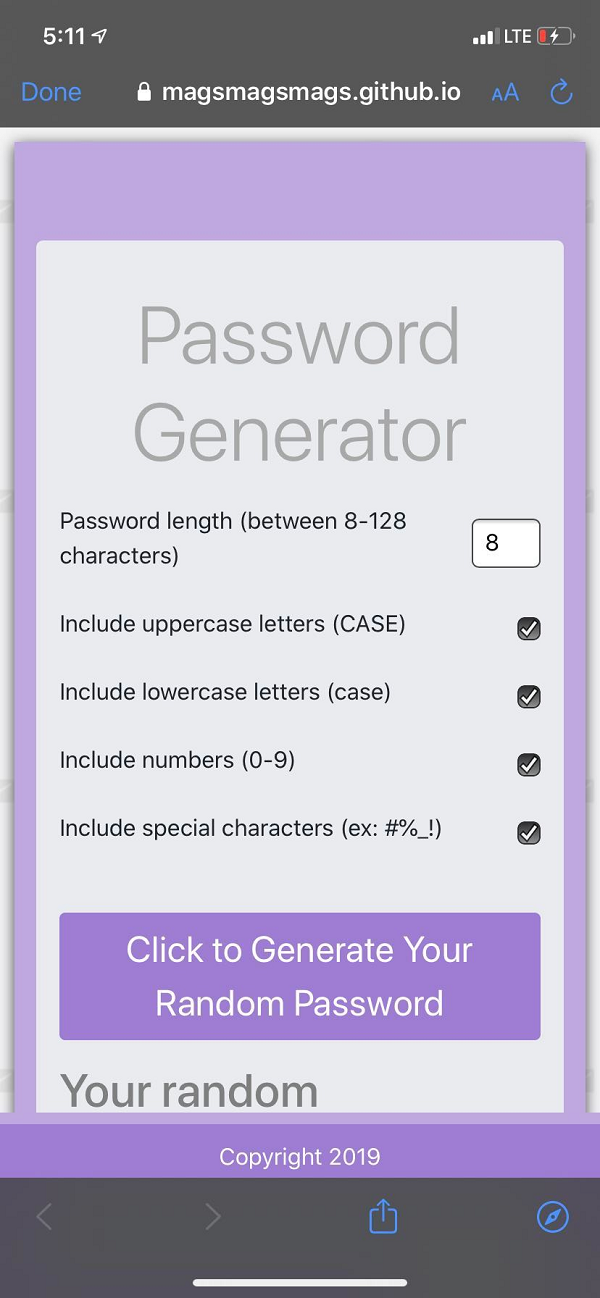 5:11 LTE
Done magsmagsmags.github.io AA
Password
Generator
Password length (between 8-128
characters)
8
Include uppercase letters (CASE)
Include lowercase letters (case)
Include numbers (0-9)
Include special characters (ex: #%_!)
Click to Generate Your
Random Password
Your random
Copyright 2019